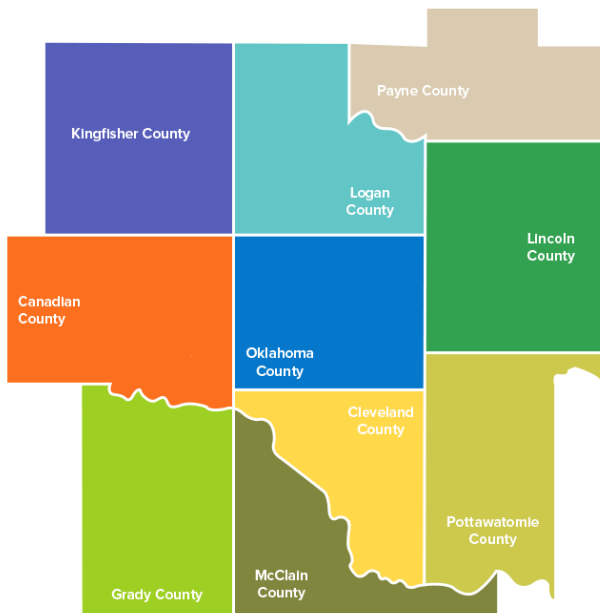 Payne County
Kingfisher County
Logan
County
Lincoln
County
Canadian
County
Oklahoma
County
Cleveland
County
Pottawatomie
County
McClain
County
Grady County